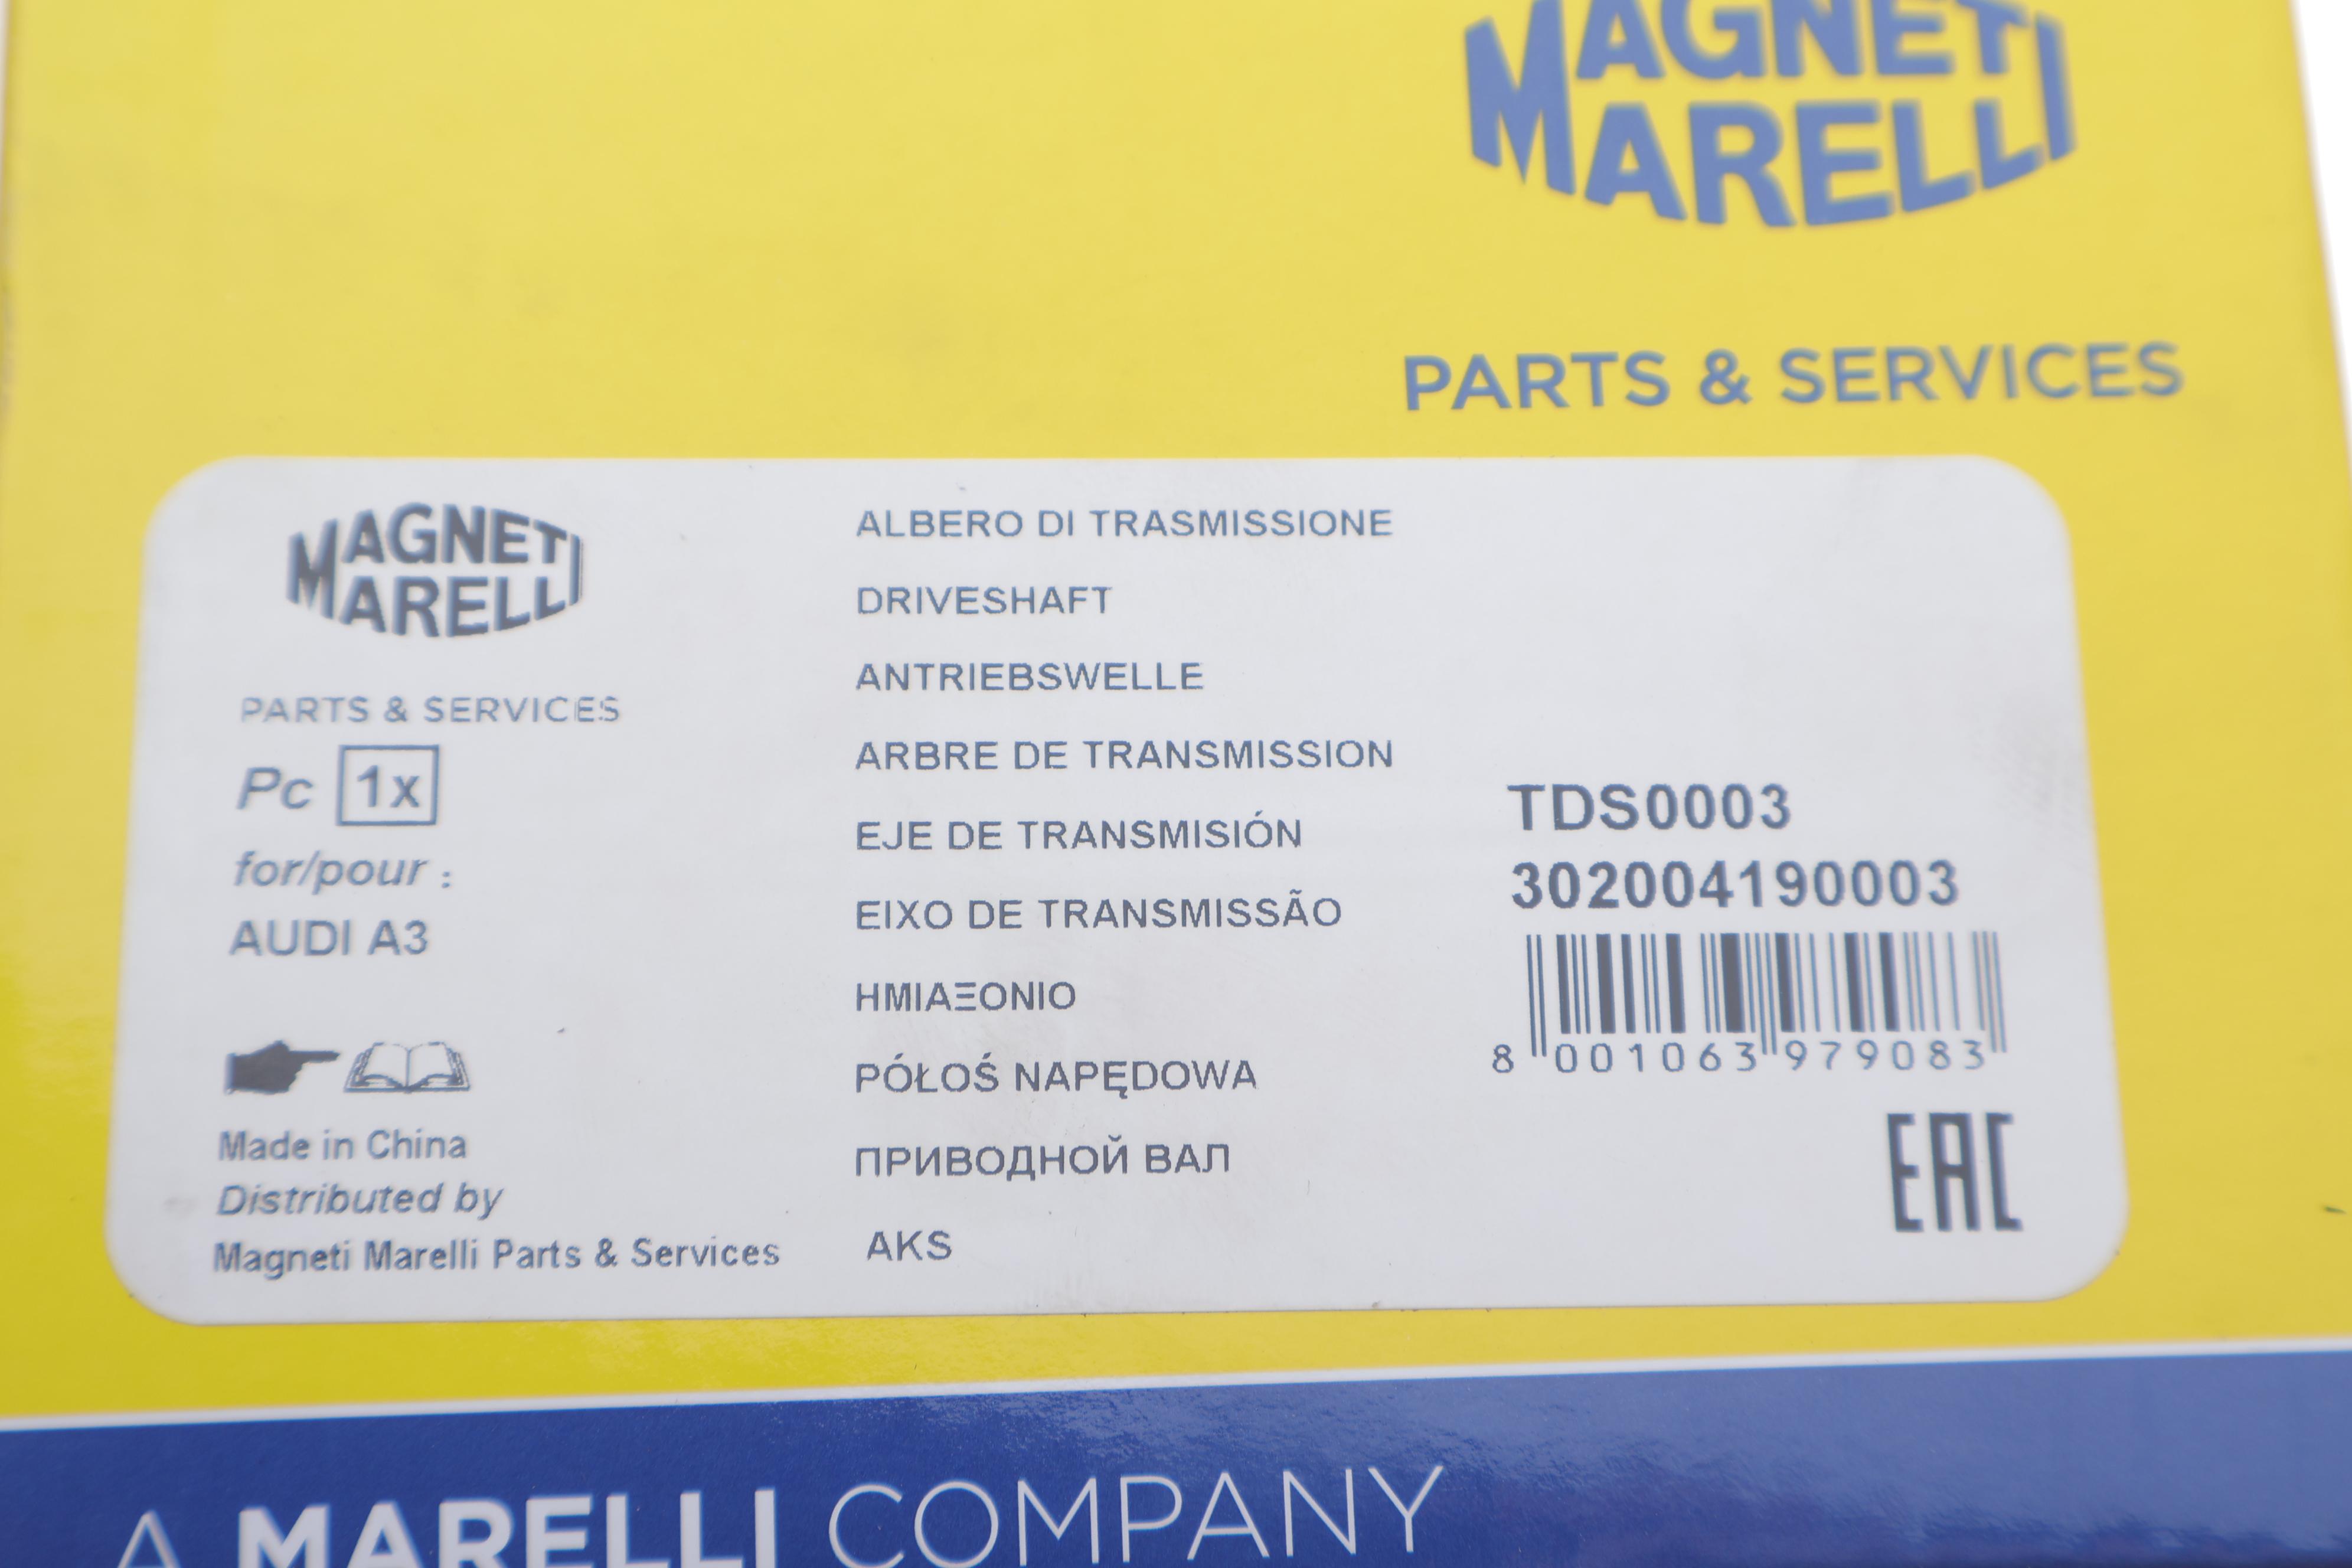 MAGNETI
MARELLI
PARTS & SERVICES
MAGNETI
MARELLI
PARTS & SERVICES
Pc 1x
for/pour :
AUDI A3
Made in China
Distributed by
Magneti Marelli Parts & Services
ALBERO DI TRASMISSIONE
DRIVESHAFT
ANTRIEBSWELLE
ARBRE DE TRANSMISSION
EJE DE TRANSMISIÓN
EIXO DE TRANSMISSÃO
ΗΜΙΑΞΟΝΙΟ
PÓŁOŚ NAPĘDOWA
ПРИВОДНОЙ ВАЛ
AKS
TDS0003
302004190003
8 001063 979083
EAC
A MARELLI COMPANY